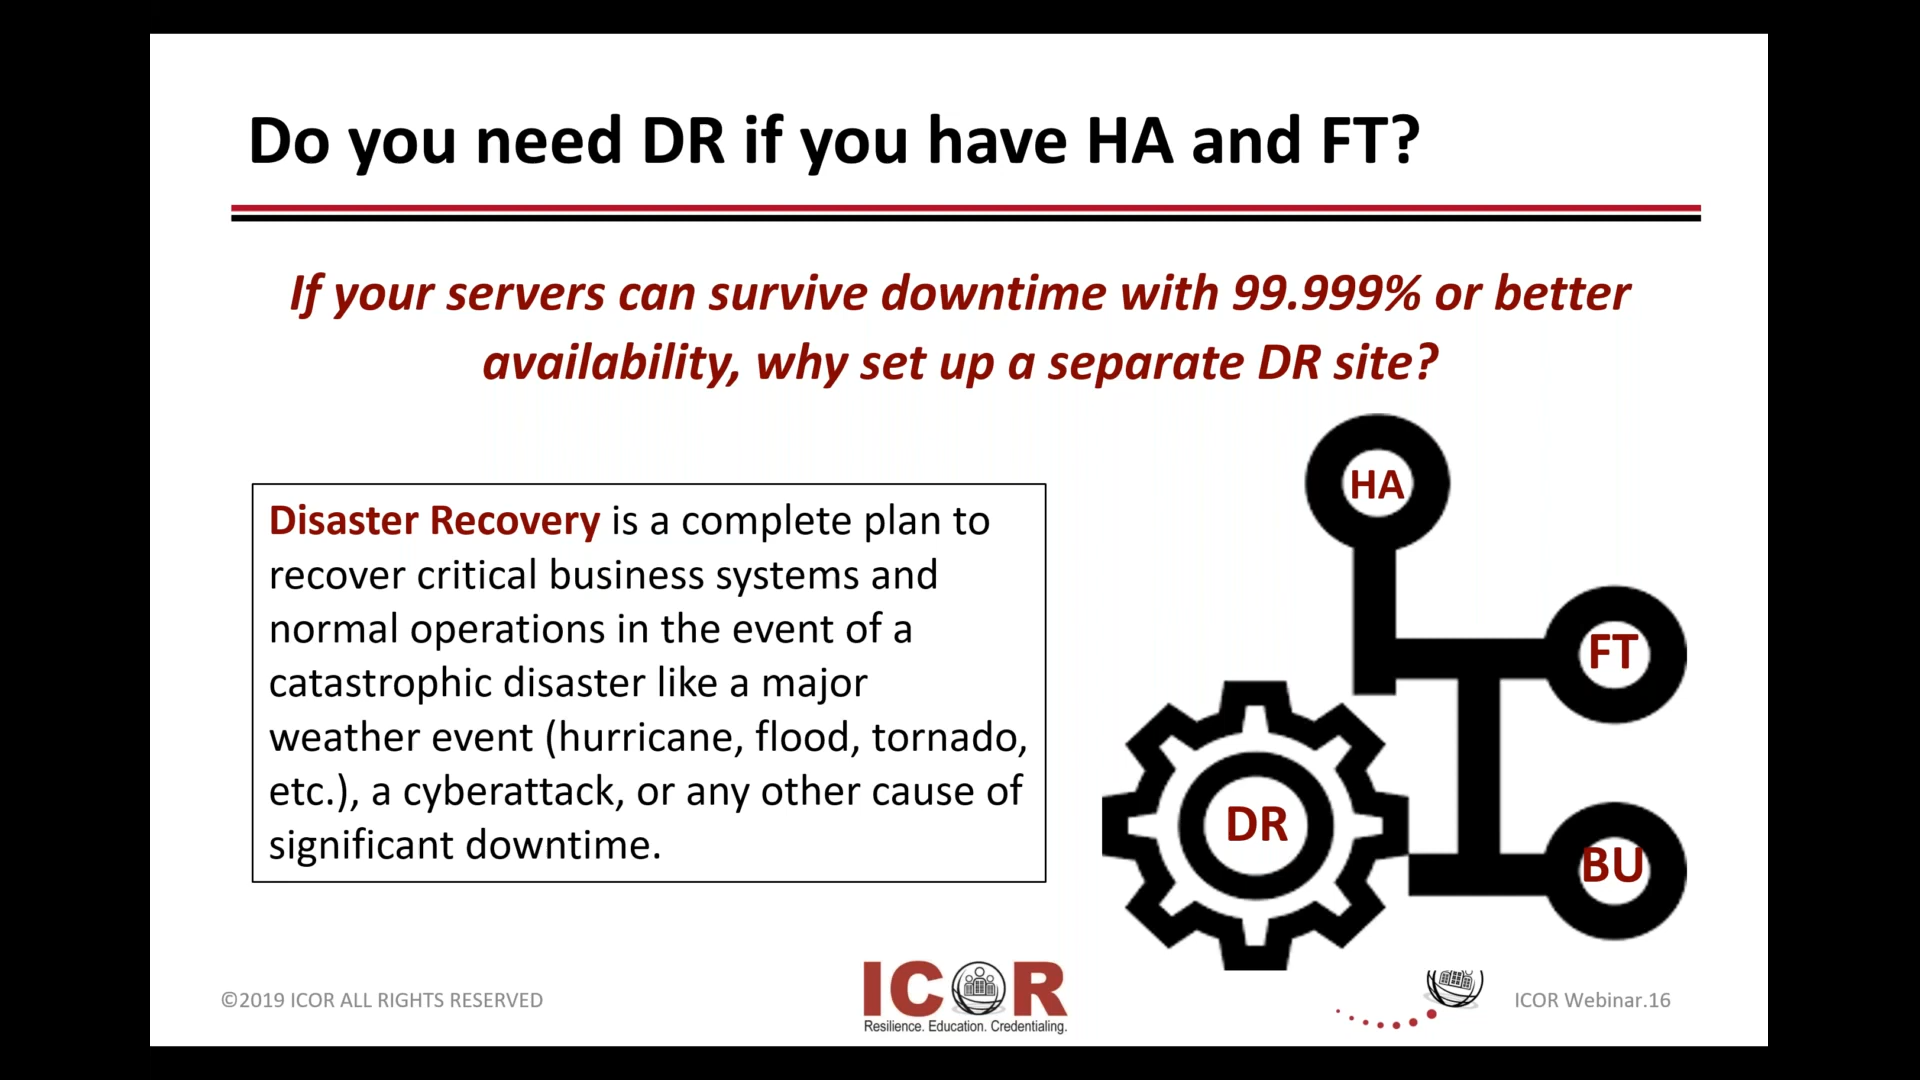 Do you need DR if you have HA and FT?
If your servers can survive downtime with 99.999% or better
availability, why set up a separate DR site?
Disaster Recovery is a complete plan to
recover critical business systems and
normal operations in the event of a
catastrophic disaster like a major
weather event (hurricane, flood, tornado,
etc.), a cyberattack, or any other cause of
significant downtime.
HA
FT
DR
BU
©2019 ICOR ALL RIGHTS RESERVED
ICOR
Resilience. Education. Credentialing.
ICOR Webinar.16